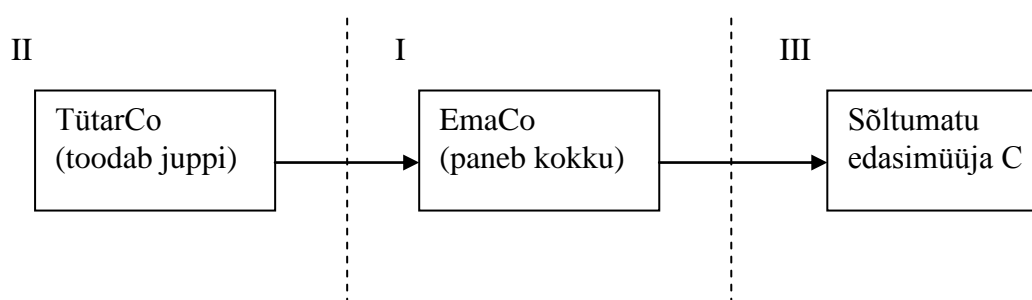 II
I
III
TütarCo
(toodab juppi)
EmaCo
(paneb kokku)
Sõltumatu
edasimüüja C